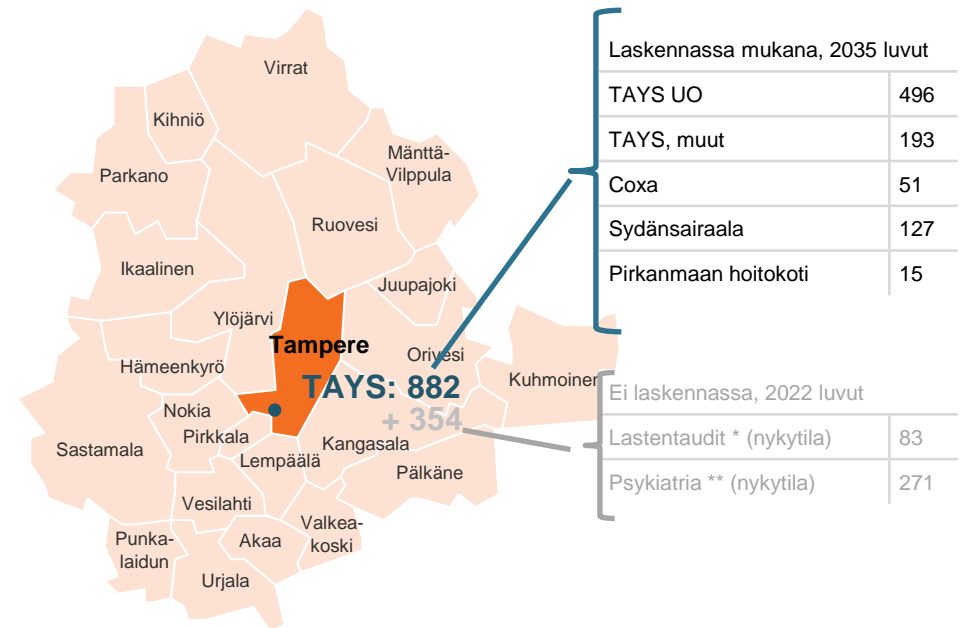 Virrat
Kihniö
Mänttä-
Vilppula
Parkano
Ruovesi
Ikaalinen
Juupajoki
Ylöjärvi
Tampere
Orivesi
Hämeenkyrö
TAYS: 882
Kuhmoinen
+ 354
Nokia
Pirkkala
Kangasala
Sastamala
Lempäälä
Pälkäne
Vesilahti
Valkea-
koski
Punka-
laidun
Akaa
Urjala
Laskennassa mukana, 2035 luvut
TAYS UO 496
TAYS, muut 193
Coxa 51
Sydänsairaala 127
Pirkanmaan hoitokoti 15
Ei laskennassa, 2022 luvut
Lastentaudit * (nykytila) 83
Psykiatria ** (nykytila) 271